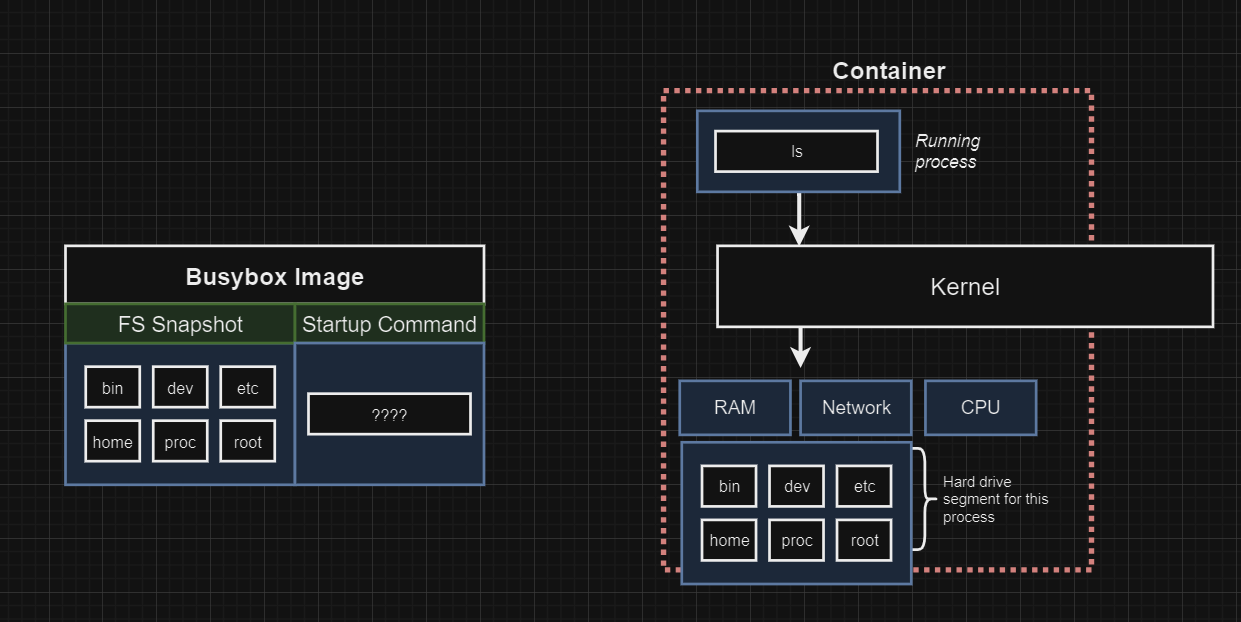 Container
ls
Running
process
Busybox Image
Kernel
FS Snapshot
Startup Command
bin
dev
etc
????
home
proc
root
RAM
Network
CPU
bin
dev
etc
Hard drive
segment for this
process
home
proc
root